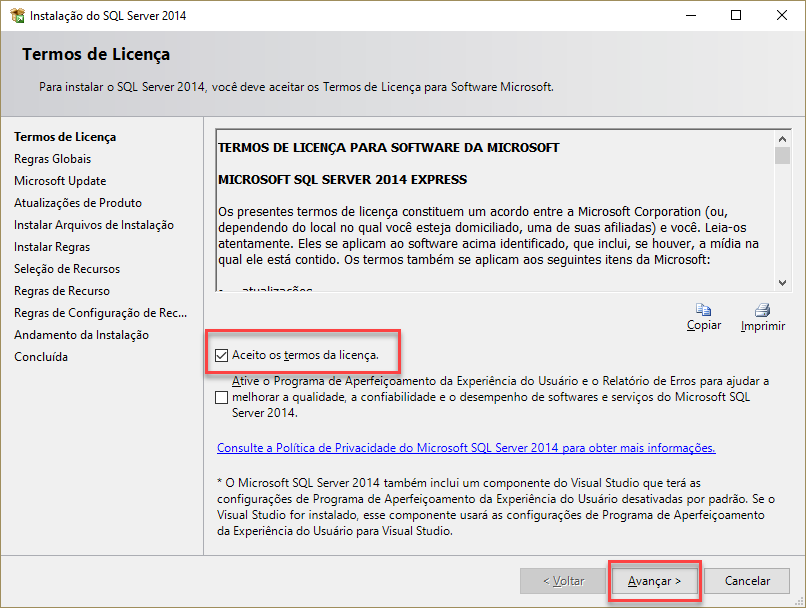 Instalação do SQL Server 2014
Termos de Licença
Para instalar o SQL Server 2014, você deve aceitar os Termos de Licença para Software Microsoft.
Termos de Licença
Regras Globais
Microsoft Update
Atualizações de Produto
Instalar Arquivos de Instalação
Instalar Regras
Seleção de Recursos
Regras de Recurso
Regras de Configuração de Rec...
Andamento da Instalação
Concluída
TERMOS DE LICENÇA PARA SOFTWARE DA MICROSOFT
MICROSOFT SQL SERVER 2014 EXPRESS
Os presentes termos de licença constituem um acordo entre a Microsoft Corporation (ou,
dependendo do local no qual você esteja domiciliado, uma de suas afiliadas) e você. Leia-os
atentamente. Eles se aplicam ao software acima identificado, que inclui, se houver, a mídia na
qual ele está contido. Os termos também se aplicam aos seguintes itens da Microsoft:
• atualizações
Copiar
Imprimir
Aceito os termos da licença.
Ative o Programa de Aperfeiçoamento da Experiência do Usuário e o Relatório de Erros para ajudar a
melhorar a qualidade, a confiabilidade e o desempenho de softwares e serviços do Microsoft SQL
Server 2014.
Consulte a Política de Privacidade do Microsoft SQL Server 2014 para obter mais informações.
* O Microsoft SQL Server 2014 também inclui um componente do Visual Studio que terá as
configurações de Programa de Aperfeiçoamento da Experiência do Usuário desativadas por padrão. Se o
Visual Studio for instalado, esse componente usará as configurações de Programa de Aperfeiçoamento
da Experiência do Usuário para Visual Studio.
< Voltar
Avançar >
Cancelar